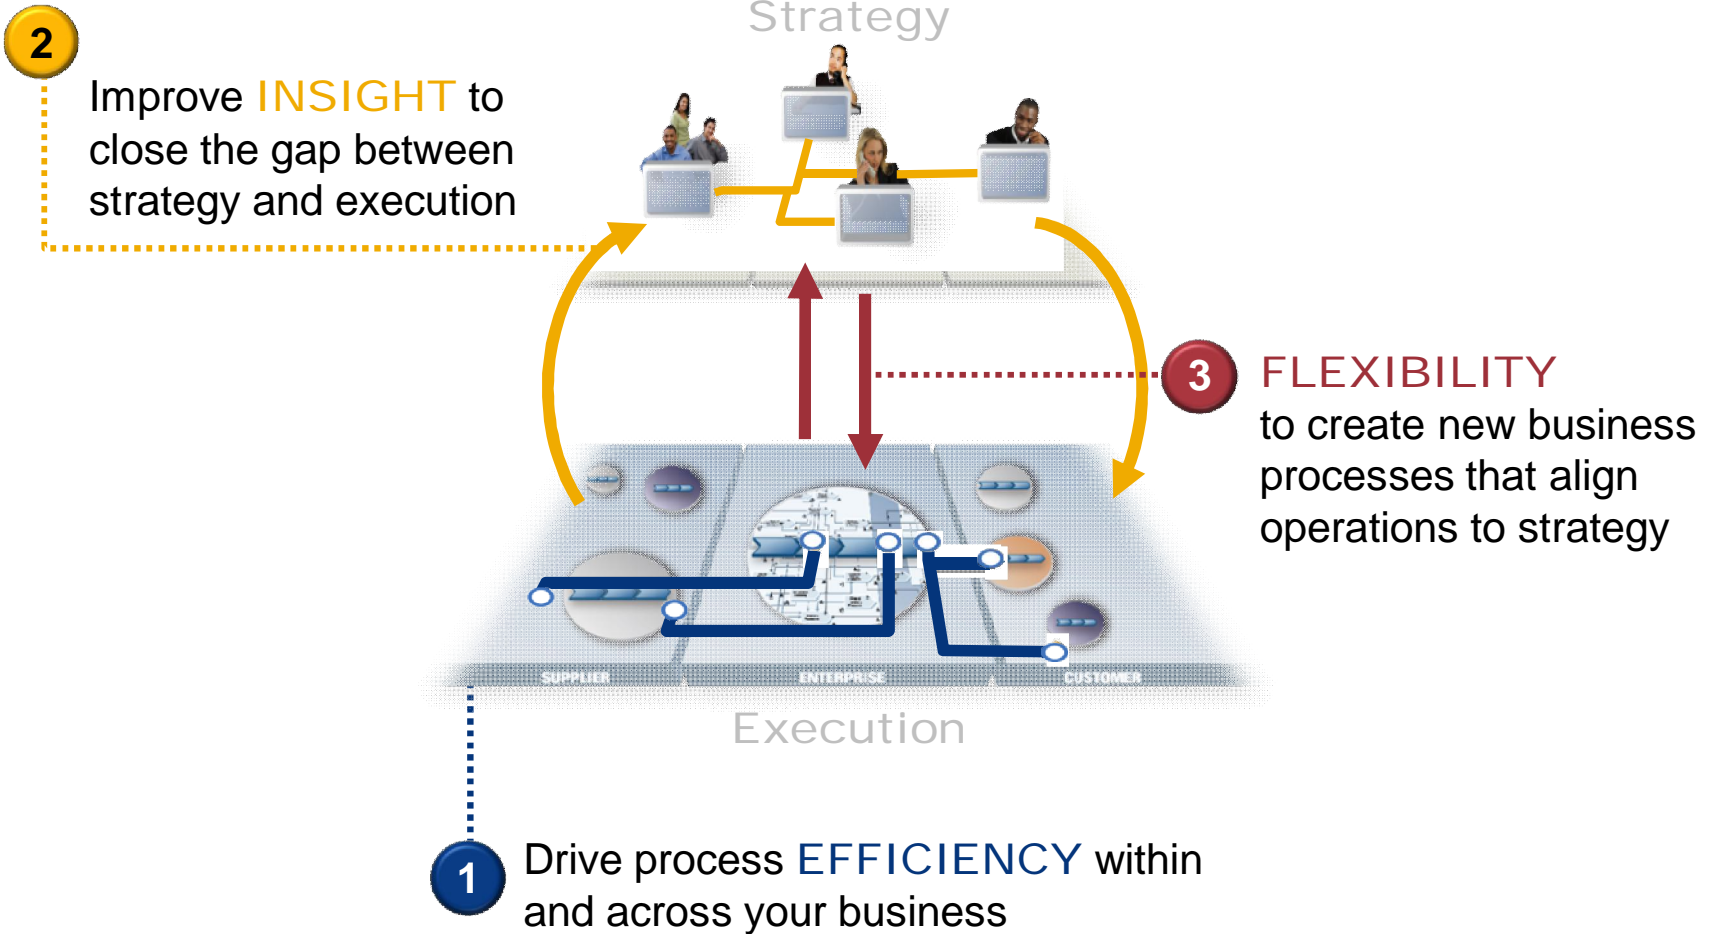 Strategy
2
Improve INSIGHT to
close the gap between
strategy and execution
3
FLEXIBILITY
to create new business
processes that align
operations to strategy
SUPPLIER
ENTERPRISE
CUSTOMER
Execution
1
Drive process EFFICIENCY within
and across your business